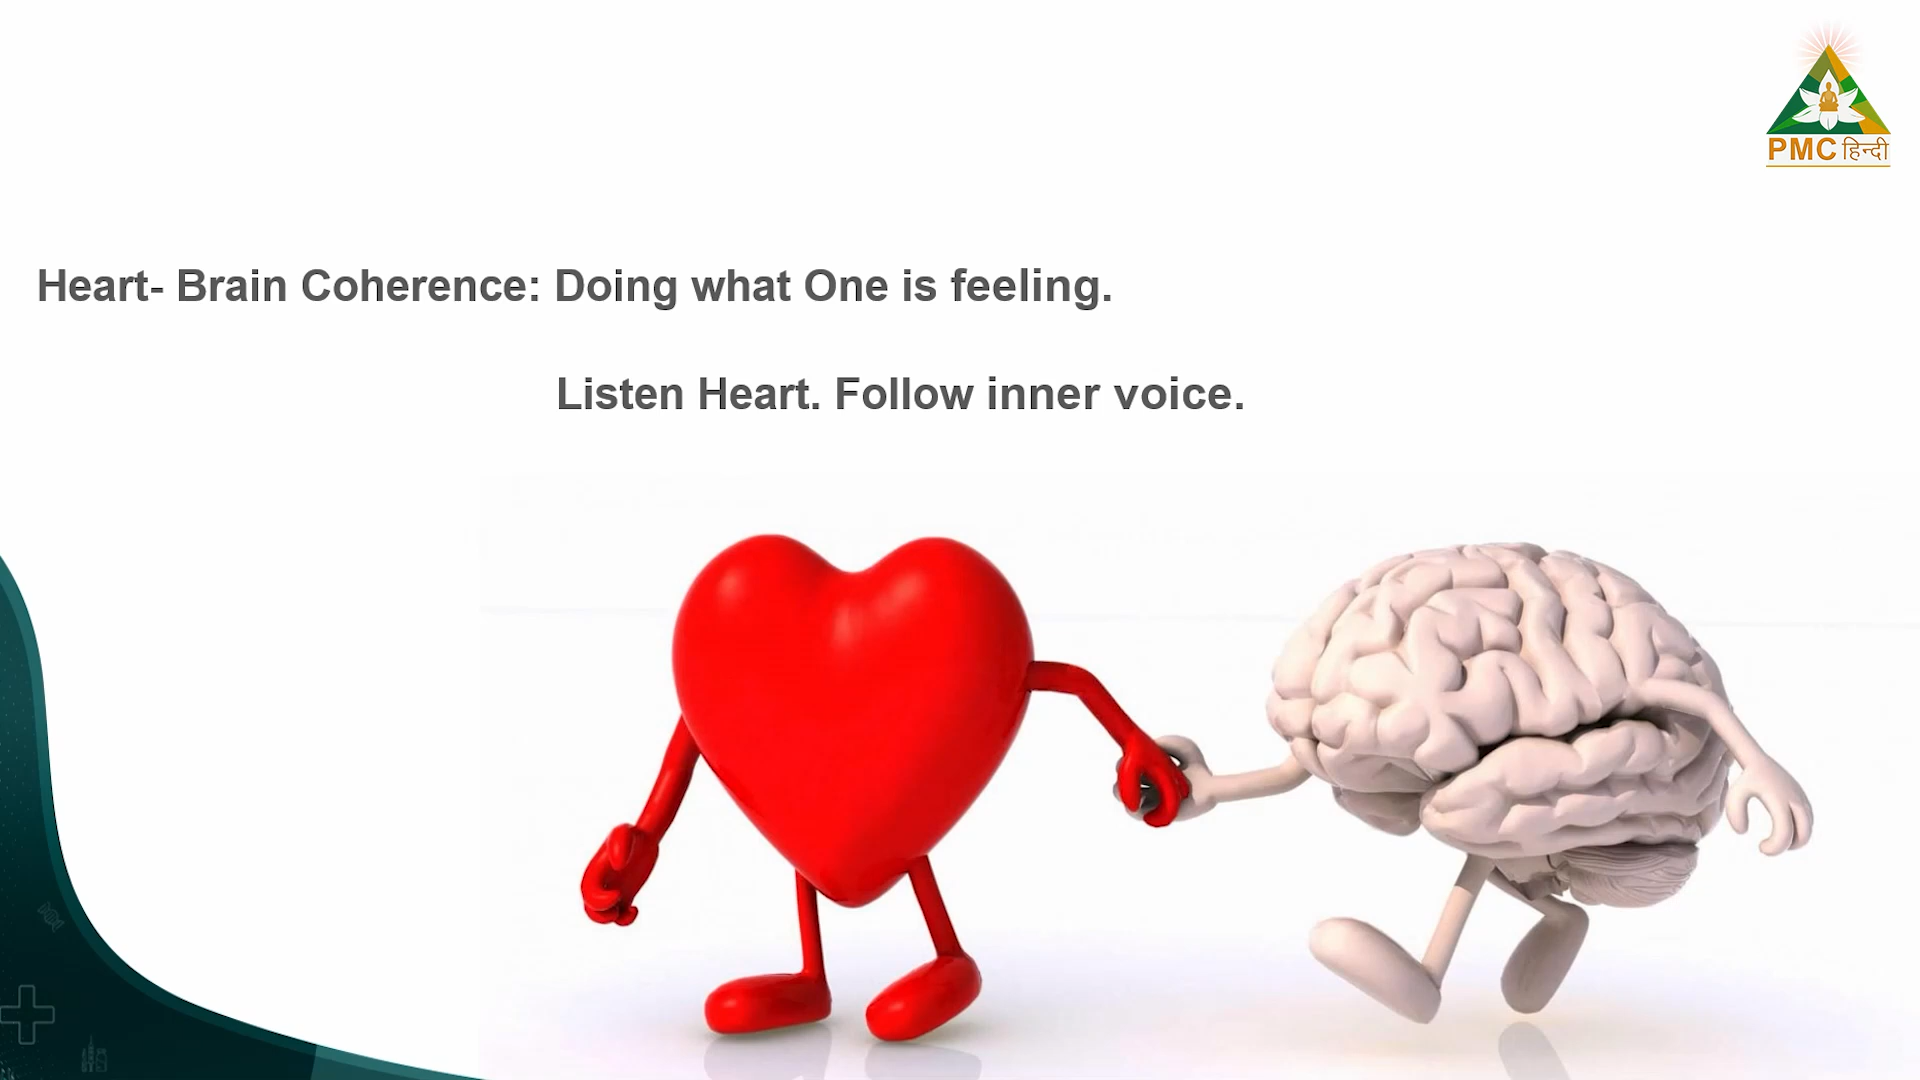 PMC हिन्दी
Heart- Brain Coherence: Doing what One is feeling.
Listen Heart. Follow inner voice.